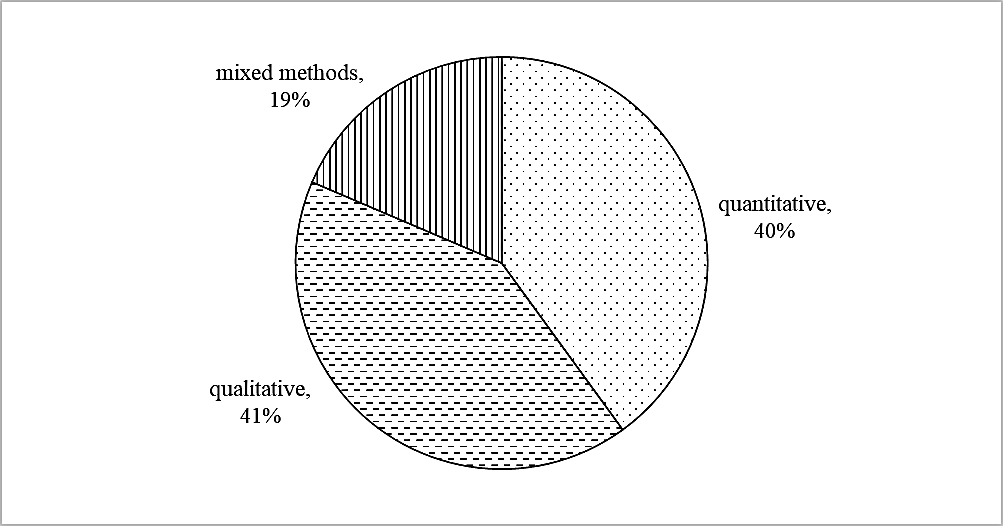 mixed methods,
19%
quantitative,
40%
qualitative,
41%